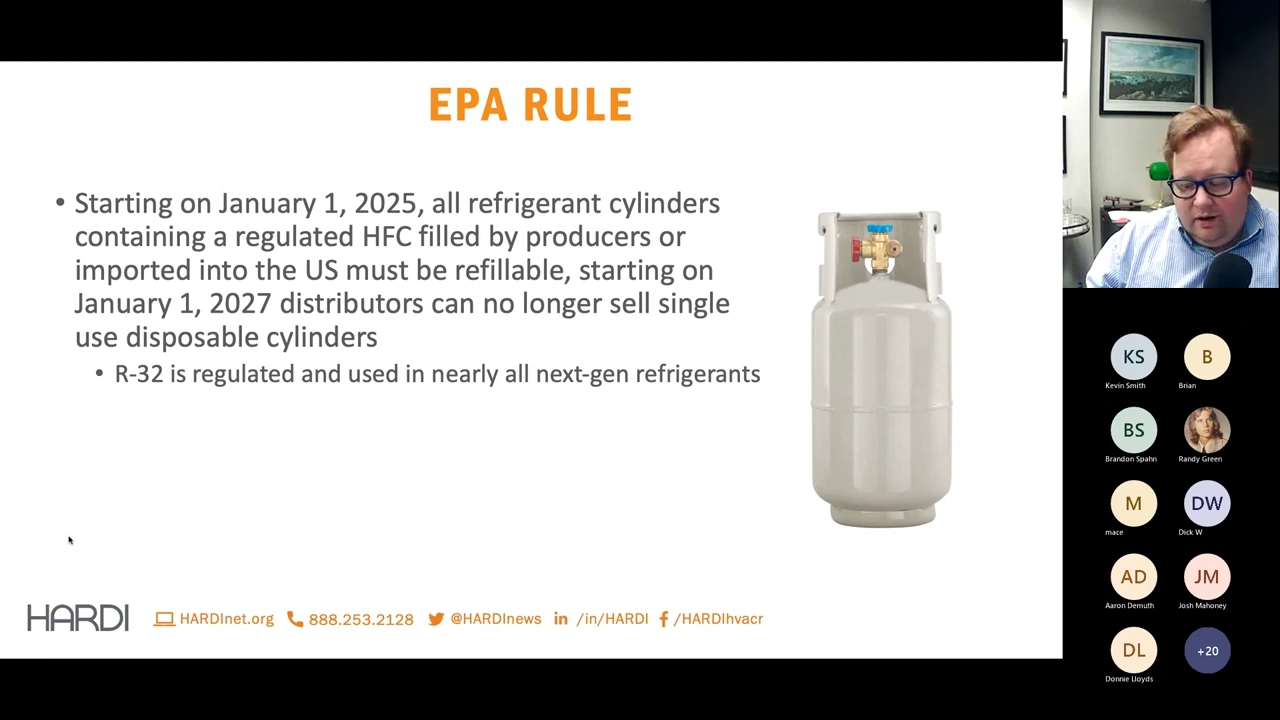 EPA RULE
• Starting on January 1, 2025, all refrigerant cylinders
containing a regulated HFC filled by producers or
imported into the US must be refillable, starting on
January 1, 2027 distributors can no longer sell single
use disposable cylinders
• R-32 is regulated and used in nearly all next-gen refrigerants
HARDI HARDInet.org 888.253.2128 @HARDInews in /in/HARDI f /HARDIhvacr
KS B
Kevin Smith Brian
BS
Brandon Spahn Randy Green
M DW
mace Dick W
AD JM
Aaron Demuth Josh Mahoney
DL +20
Donnie Lloyds